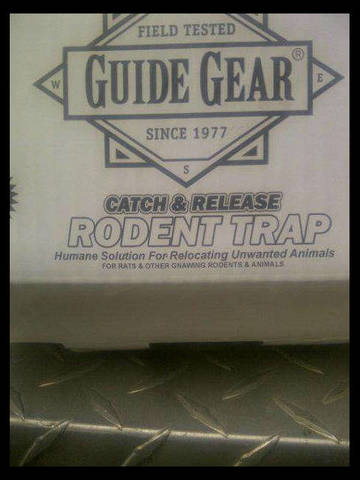 FIELD TESTED
W GUIDE GEAR® E
SINCE 1977
S
CATCH & RELEASE
RODENT TRAP
Humane Solution For Relocating Unwanted Animals
FOR RATS & OTHER GNAWING RODENTS & ANIMALS